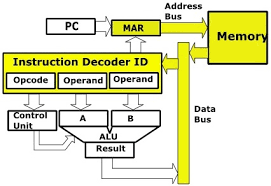 Address
Bus
PC
MAR
Memory
Instruction Decoder ID
Opcode
Operand
Operand
Control
Unit
A
B
ALU
Result
Data
Bus